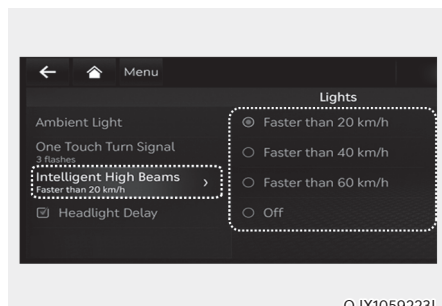 Menu
Lights
Ambient Light
One Touch Turn Signal
3 flashes
Intelligent High Beams
Faster than 20 km/h
Headlight Delay
Faster than 20 km/h
Faster than 40 km/h
Faster than 60 km/h
Off